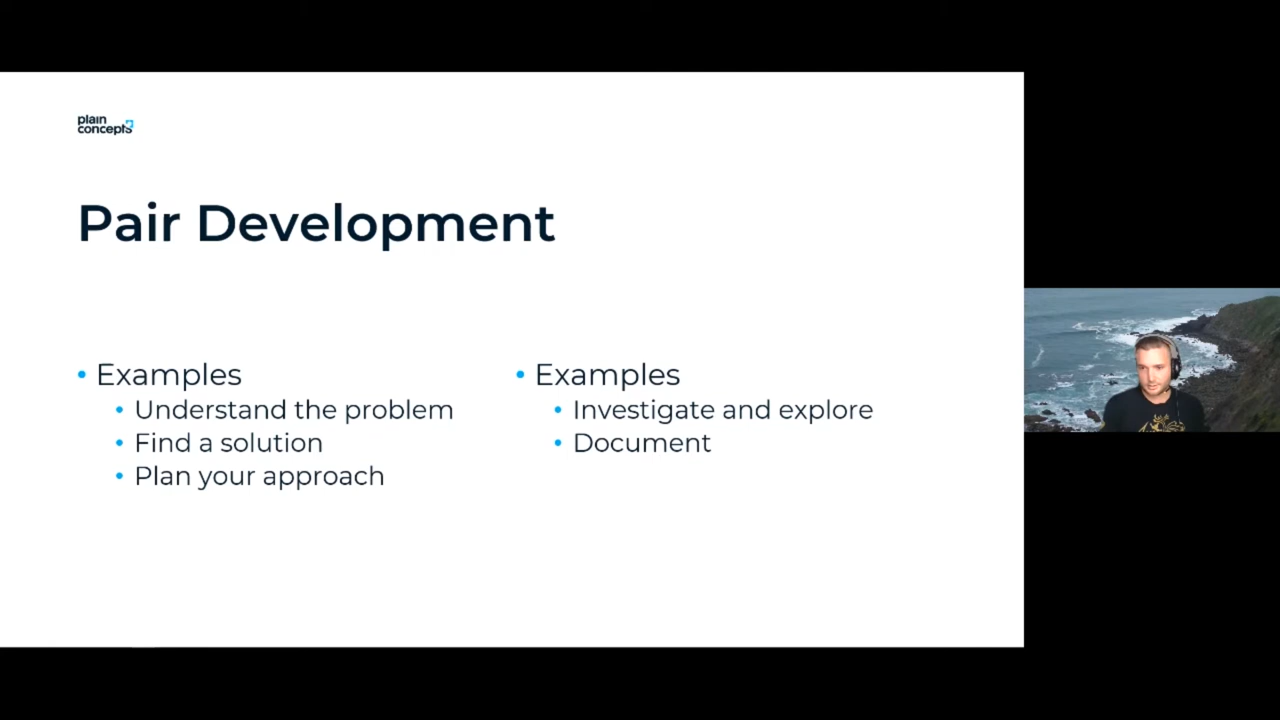 plain
concepts
Pair Development
• Examples
• Understand the problem
• Find a solution
• Plan your approach
• Examples
• Investigate and explore
• Document